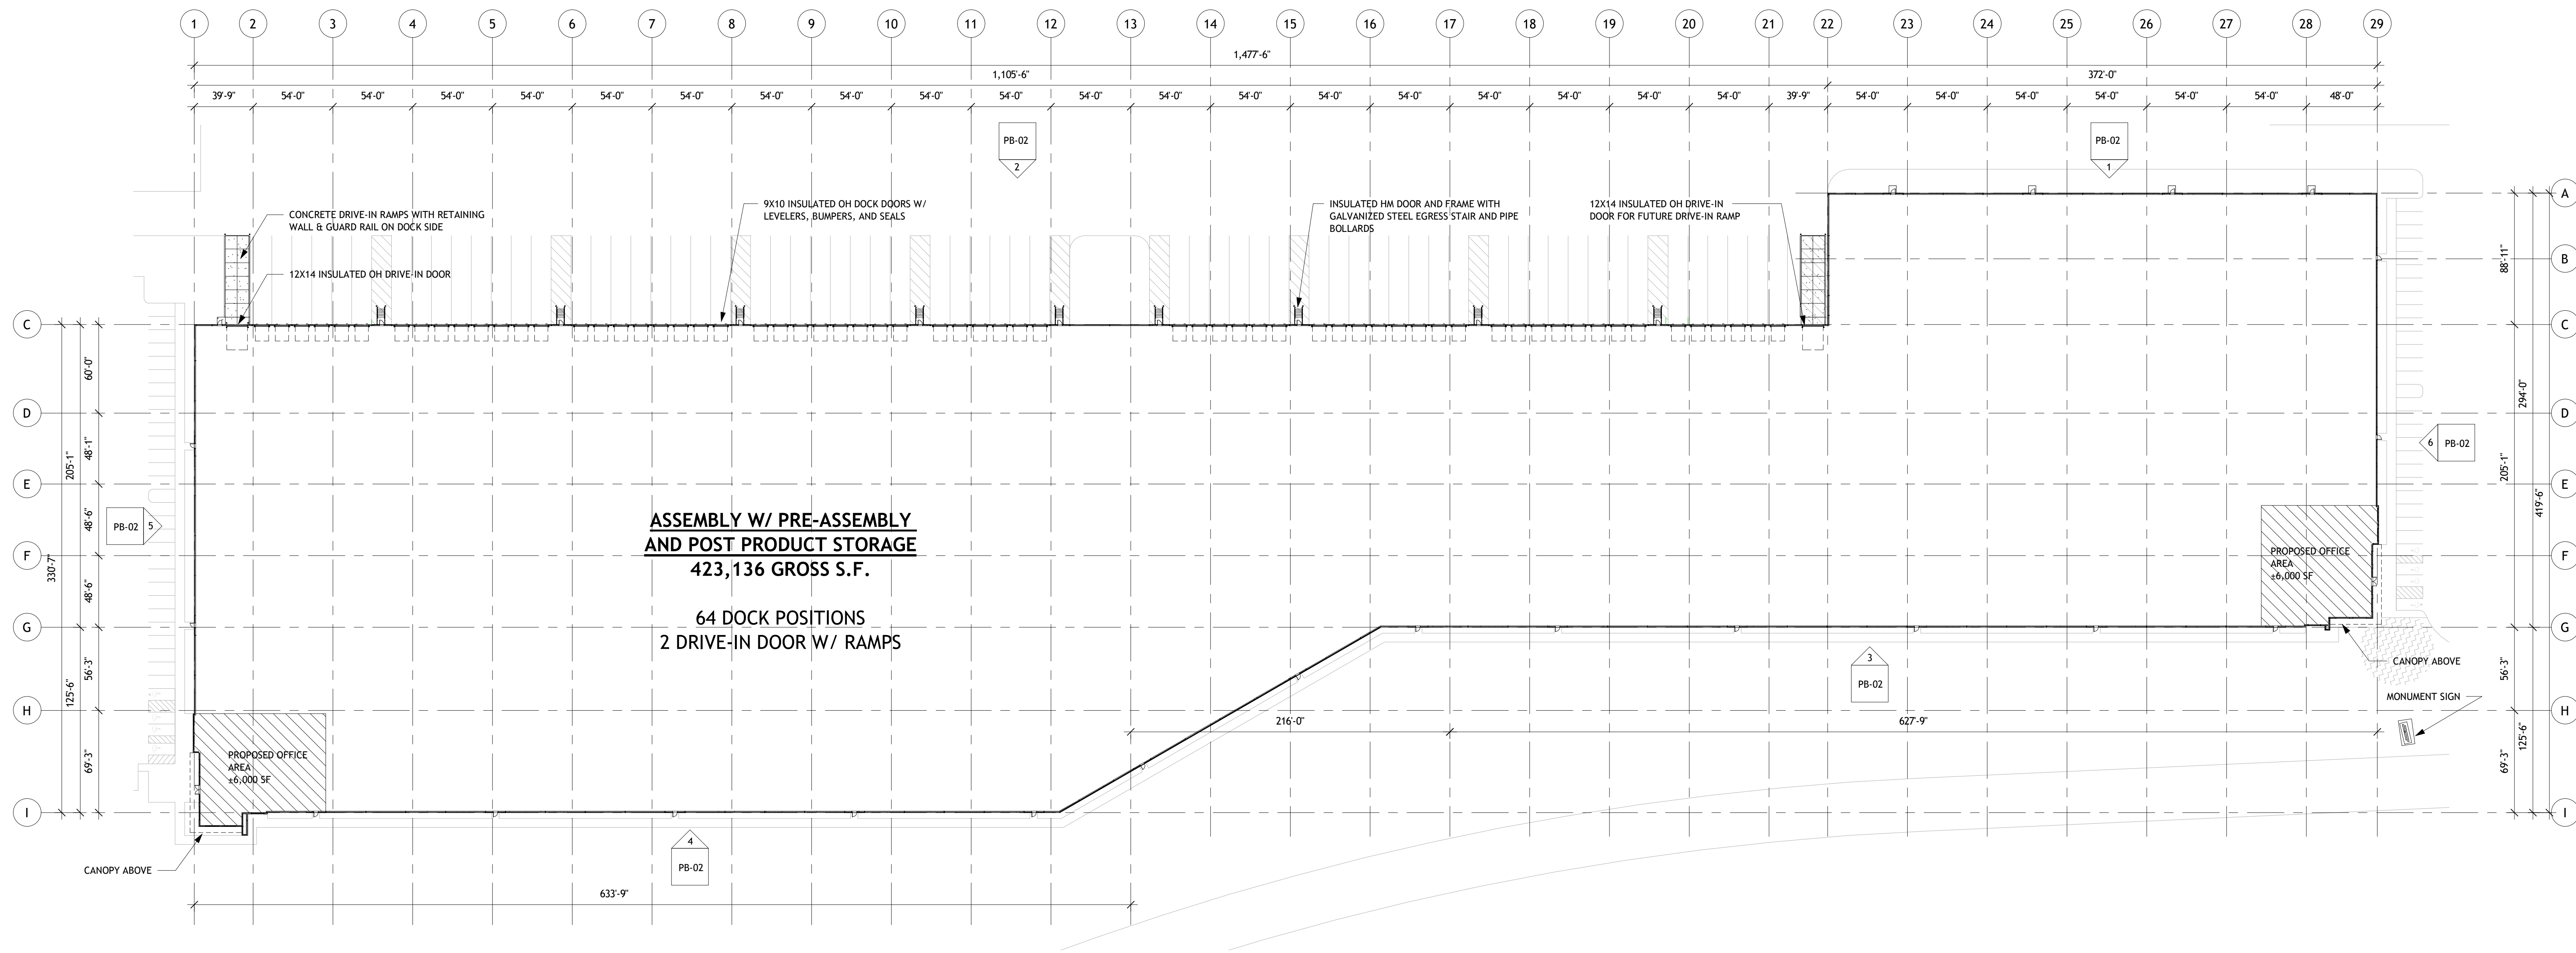 1 2 3 4 5 6 7 8 9 10 11 12 13 14 15 16 17 18 19 20 21 22 23 24 25 26 27 28 29
1,477'-6"
1,105'-6" 372'-0"
39'-9" 54'-0" 54'-0" 54'-0" 54'-0" 54'-0" 54'-0" 54'-0" 54'-0" 54'-0" 54'-0" 54'-0" 54'-0" 54'-0" 54'-0" 54'-0" 54'-0" 54'-0" 54'-0" 54'-0" 39'-9" 54'-0" 54'-0" 54'-0" 54'-0" 54'-0" 54'-0" 48'-0"
PB-02
2
PB-02
1
CONCRETE DRIVE-IN RAMPS WITH RETAINING
WALL & GUARD RAIL ON DOCK SIDE
12X14 INSULATED OH DRIVE-IN DOOR
9X10 INSULATED OH DOCK DOORS W/
LEVELERS, BUMPERS, AND SEALS
INSULATED HM DOOR AND FRAME WITH
GALVANIZED STEEL EGRESS STAIR AND PIPE
BOLLARDS
12X14 INSULATED OH DRIVE-IN
DOOR FOR FUTURE DRIVE-IN RAMP
C
D
E
F
G
H
I
60'-0"
48'-1"
48'-6"
48'-6"
56'-3"
69'-3"
205'-1"
125'-6"
330'-7"
PB-02 5
ASSEMBLY W/ PRE-ASSEMBLY
AND POST PRODUCT STORAGE
423,136 GROSS S.F.
64 DOCK POSITIONS
2 DRIVE-IN DOOR W/ RAMPS
PROPOSED OFFICE
AREA
±6,000 SF
CANOPY ABOVE
4
PB-02
633'-9"
216'-0"
627'-9"
3
PB-02
PROPOSED OFFICE
AREA
±6,000 SF
CANOPY ABOVE
MONUMENT SIGN
6 PB-02
88'-11"
205'-1"
56'-3"
69'-3"
294'-0"
125'-6"
419'-6"
A
B
C
D
E
F
G
H
I